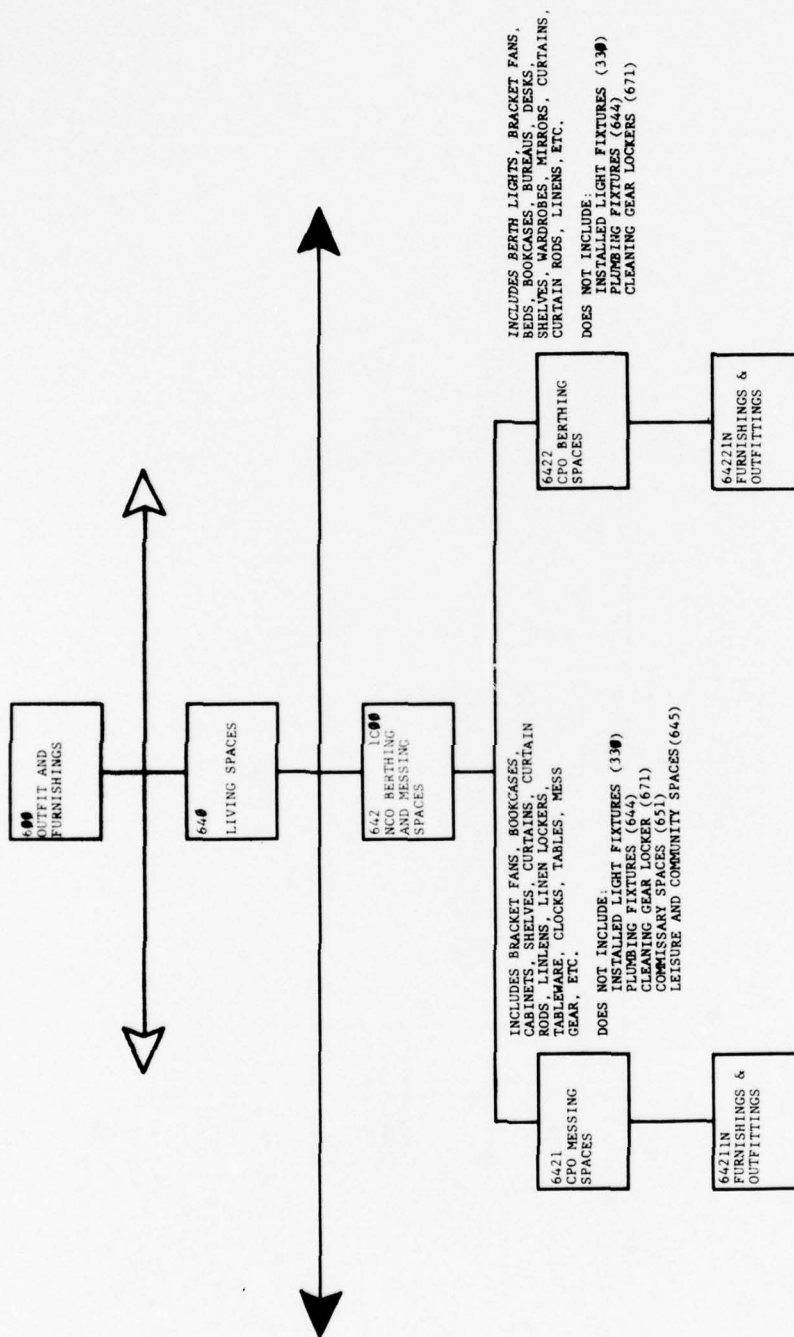 600
OUTFIT AND
FURNISHINGS
640
LIVING SPACES
642 1C00
NCO BERTHING
AND MESSING
SPACES
6421
CPO MESSING
SPACES
INCLUDES BRACKET FANS, BOOKCASES,
CABINETS, SHELVES, CURTAINS, CURTAIN
RODS, LINLENS, LINEN LOCKERS,
TABLEWARE, CLOCKS, TABLES, MESS
GEAR, ETC.
DOES NOT INCLUDE:
INSTALLED LIGHT FIXTURES (330)
PLUMBING FIXTURES (644)
CLEANING GEAR LOCKER (671)
COMMISSARY SPACES (651)
LEISURE AND COMMUNITY SPACES(645)
64211N
FURNISHINGS &
OUTFITTINGS
6422
CPO BERTHING
SPACES
INCLUDES BERTH LIGHTS, BRACKET FANS,
BEDS, BOOKCASES, BUREAUS, DESKS,
SHELVES, WARDROBES, MIRRORS, CURTAINS,
CURTAIN RODS, LINENS, ETC.
DOES NOT INCLUDE:
INSTALLED LIGHT FIXTURES (330)
PLUMBING FIXTURES (644)
CLEANING GEAR LOCKERS (671)
64221N
FURNISHINGS &
OUTFITTINGS